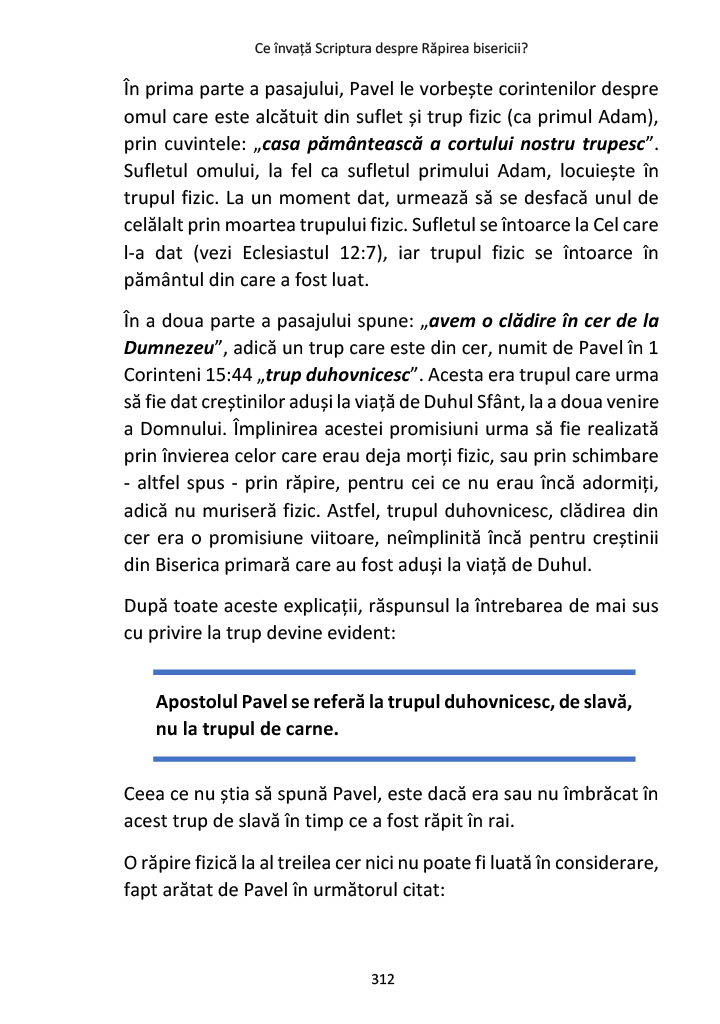 Ce învață Scriptura despre Răpirea bisericii?
În prima parte a pasajului, Pavel le vorbește corintenilor despre
omul care este alcătuit din suflet și trup fizic (ca primul Adam),
prin cuvintele: „casa pământească a cortului nostru trupesc”.
Sufletul omului, la fel ca sufletul primului Adam, locuiește în
trupul fizic. La un moment dat, urmează să se desfacă unul de
celălalt prin moartea trupului fizic. Sufletul se întoarce la Cel care
l-a dat (vezi Eclesiastul 12:7), iar trupul fizic se întoarce în
pământul din care a fost luat.
În a doua parte a pasajului spune: „avem o clădire în cer de la
Dumnezeu”, adică un trup care este din cer, numit de Pavel în 1
Corinteni 15:44 „trup duhovnicesc”. Acesta era trupul care urma
să fie dat creștinilor aduși la viață de Duhul Sfânt, la a doua venire
a Domnului. Împlinirea acestei promisiuni urma să fie realizată
prin învierea celor care erau deja morți fizic, sau prin schimbare
- altfel spus - prin răpire, pentru cei ce nu erau încă adormiți,
adică nu muriseră fizic. Astfel, trupul duhovnicesc, clădirea din
cer era o promisiune viitoare, neîmplinită încă pentru creștinii
din Biserica primară care au fost aduși la viață de Duhul.
După toate aceste explicații, răspunsul la întrebarea de mai sus
cu privire la trup devine evident:
Apostolul Pavel se referă la trupul duhovnicesc, de slavă,
nu la trupul de carne.
Ceea ce nu știa să spună Pavel, este dacă era sau nu îmbrăcat în
acest trup de slavă în timp ce a fost răpit în rai.
O răpire fizică la al treilea cer nici nu poate fi luată în considerare,
fapt arătat de Pavel în următorul citat:
312